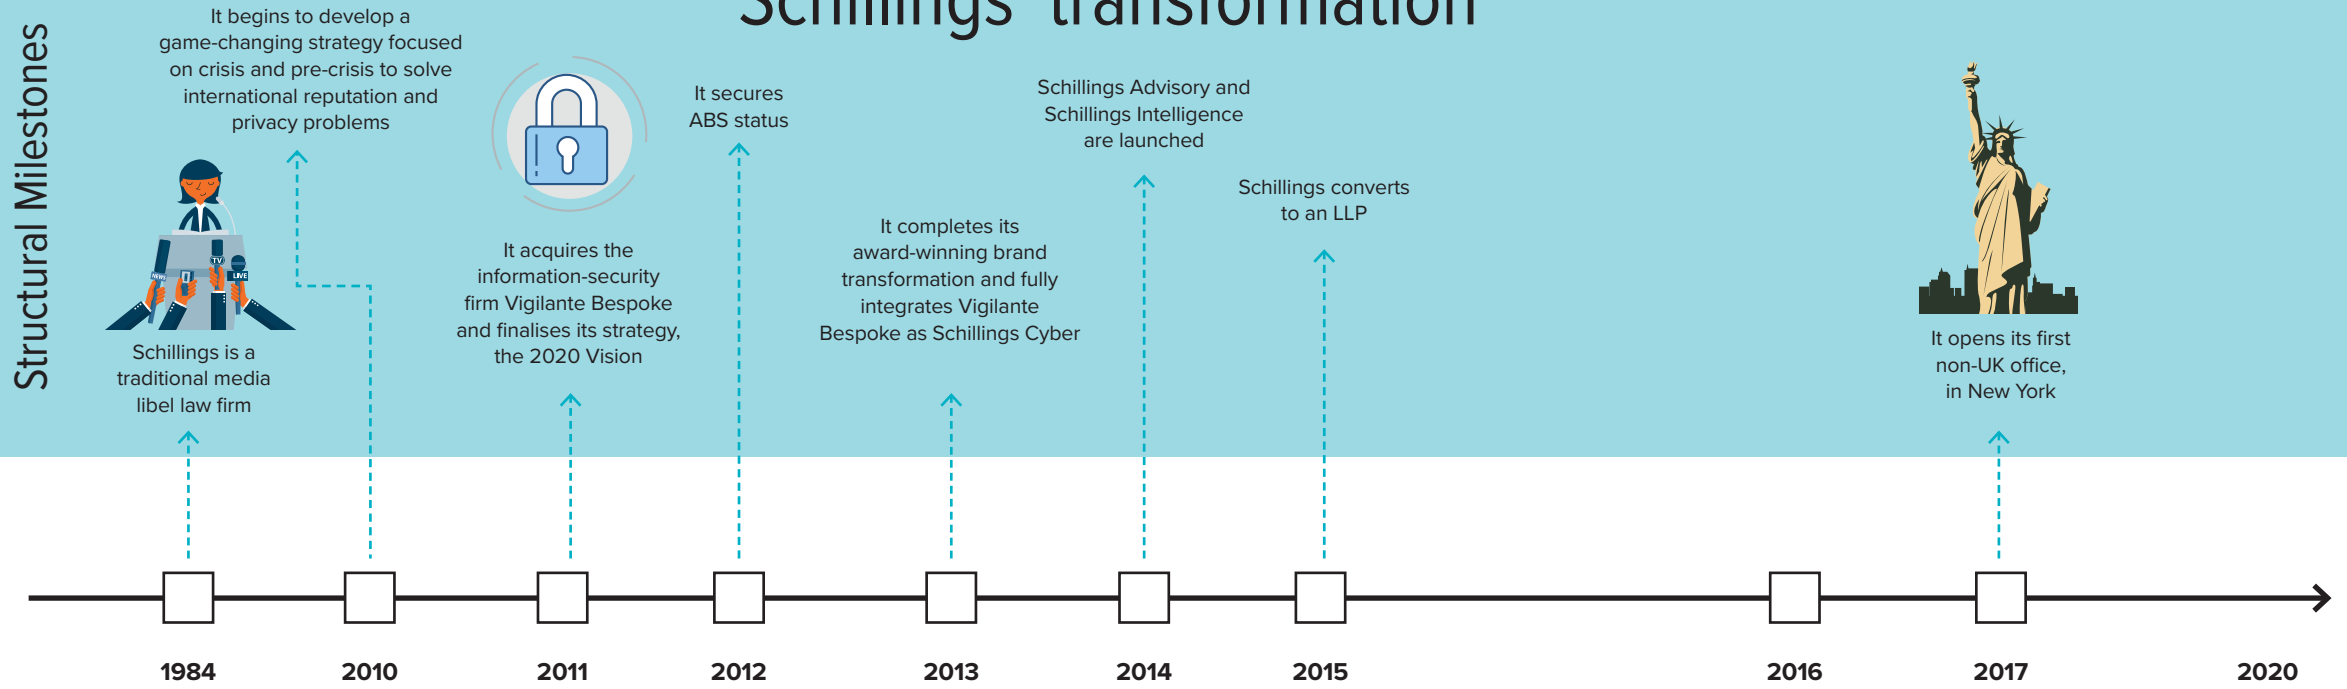 Schillings' transformation
Structural Milestones
It begins to develop a
game-changing strategy focused
on crisis and pre-crisis to solve
international reputation and
privacy problems
NEWS
TV
LIVE
Schillings is a
traditional media
libel law firm
It acquires the
information-security
firm Vigilante Bespoke
and finalises its strategy,
the 2020 Vision
It secures
ABS status
It completes its
award-winning brand
transformation and fully
integrates Vigilante
Bespoke as Schillings Cyber
Schillings Advisory and
Schillings Intelligence
are launched
Schillings converts
to an LLP
It opens its first
non-UK office,
in New York
1984
2010
2011
2012
2013
2014
2015
2016
2017
2020